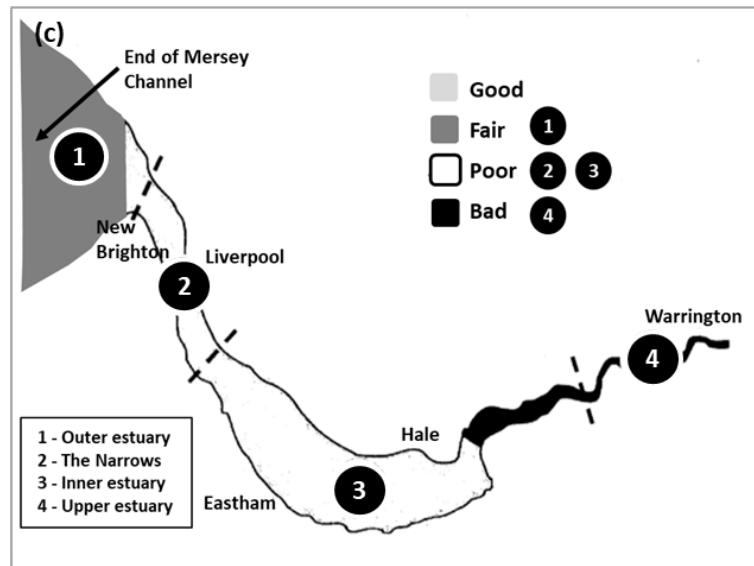 (c)
End of Mersey
Channel
1
New
Brighton
Liverpool
2
Good
Fair 1
Poor 2 3
Bad 4
Warrington
4
Hale
3
Eastham
1 - Outer estuary
2 - The Narrows
3 - Inner estuary
4 - Upper estuary